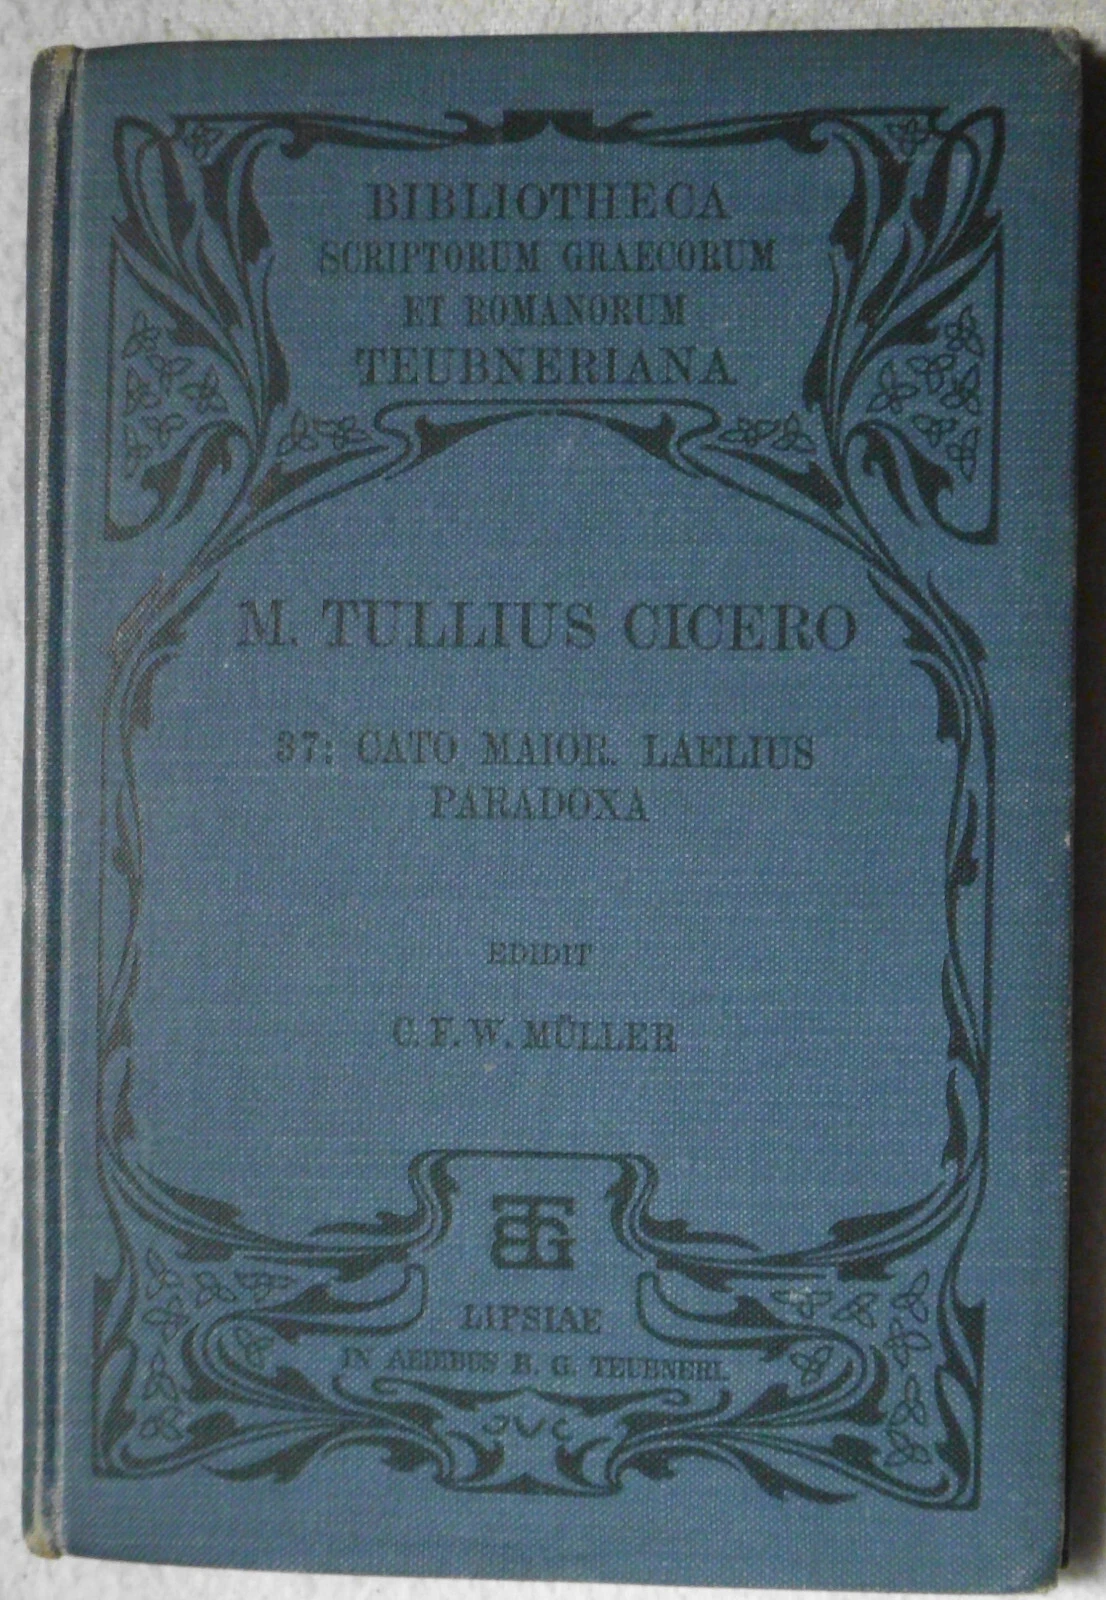 BIBLIOTHECA
SCRIPTORUM GRAECORUM
ET ROMANORUM
TEUBNERIANA
M. TULLIUS CICERO
37: CATO MAIOR. LAELIUS
PARADOXA
EDIDIT
C. F. W. MÜLLER
BTG
LIPSIAE
IN AEDIBUS B. G. TEUBNERI.